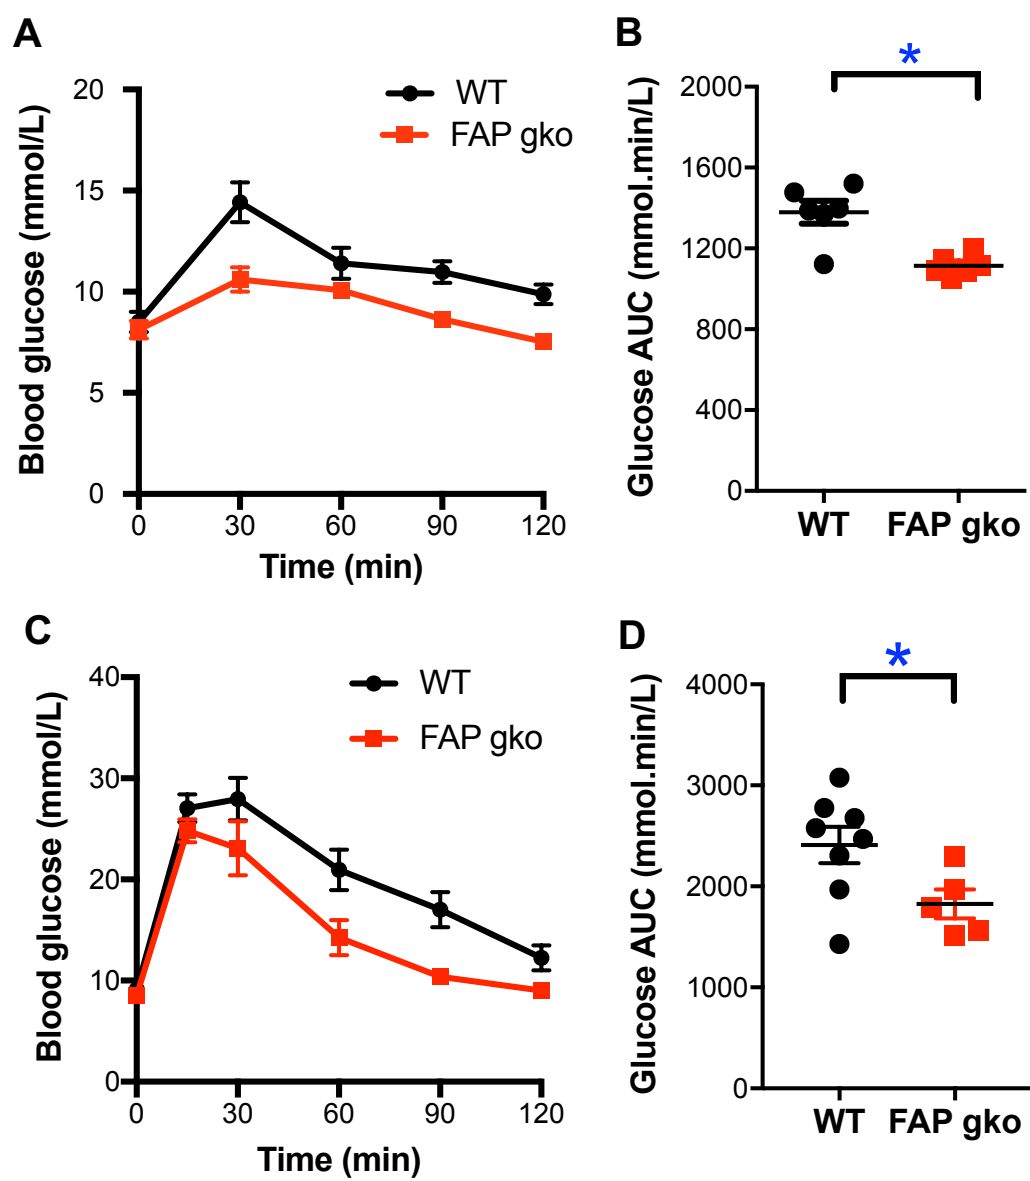 A
Blood glucose (mmol/L)
20
15
10
5
0
WT
FAP gko
0 30 60 90 120
Time (min)
B
*
Glucose AUC (mmol.min/L)
2000
1600
1200
800
400
0
WT FAP gko
C
Blood glucose (mmol/L)
40
30
20
10
0
WT
FAP gko
0 30 60 90 120
Time (min)
D
*
Glucose AUC (mmol.min/L)
4000
3000
2000
1000
0
WT FAP gko